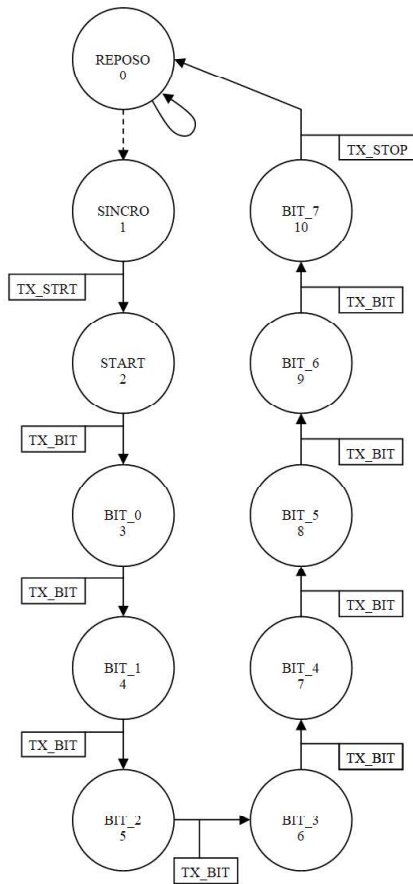 REPOSO
0
SINCRO
1
TX_STRT
START
2
TX_BIT
BIT_0
3
TX_BIT
BIT_1
4
TX_BIT
BIT_2
5
TX_BIT
BIT_3
6
TX_BIT
BIT_4
7
TX_BIT
BIT_5
8
TX_BIT
BIT_6
9
TX_BIT
BIT_7
10
TX_STOP